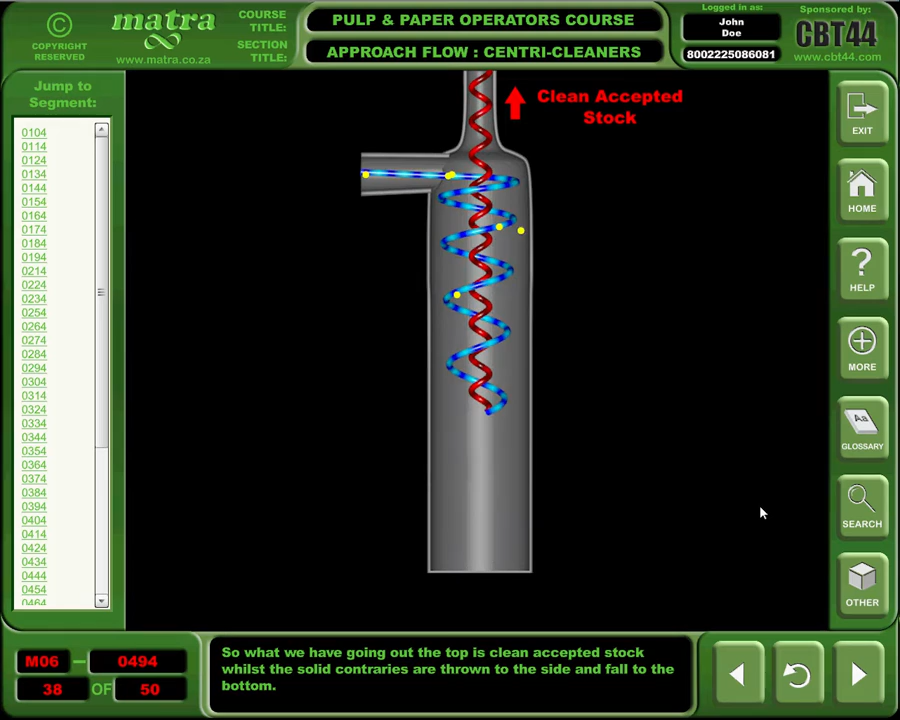 ©
COPYRIGHT
RESERVED
matra
www.matra.co.za
COURSE
TITLE:
PULP & PAPER OPERATORS COURSE
SECTION
TITLE:
APPROACH FLOW : CENTRI-CLEANERS
Logged in as:
John
Doe
8002225086081
Sponsored by:
CBT44
www.cbt44.com
Jump to
Segment:
0104
0114
0124
0134
0144
0154
0164
0174
0184
0194
0214
0224
0234
0254
0264
0274
0284
0294
0304
0314
0324
0334
0344
0354
0364
0374
0384
0394
0404
0414
0424
0434
0444
0454
0464
Clean Accepted
Stock
EXIT
HOME
?
HELP
MORE
Aa
GLOSSARY
SEARCH
OTHER
M06 — 0494
38 OF 50
So what we have going out the top is clean accepted stock
whilst the solid contraries are thrown to the side and fall to the
bottom.